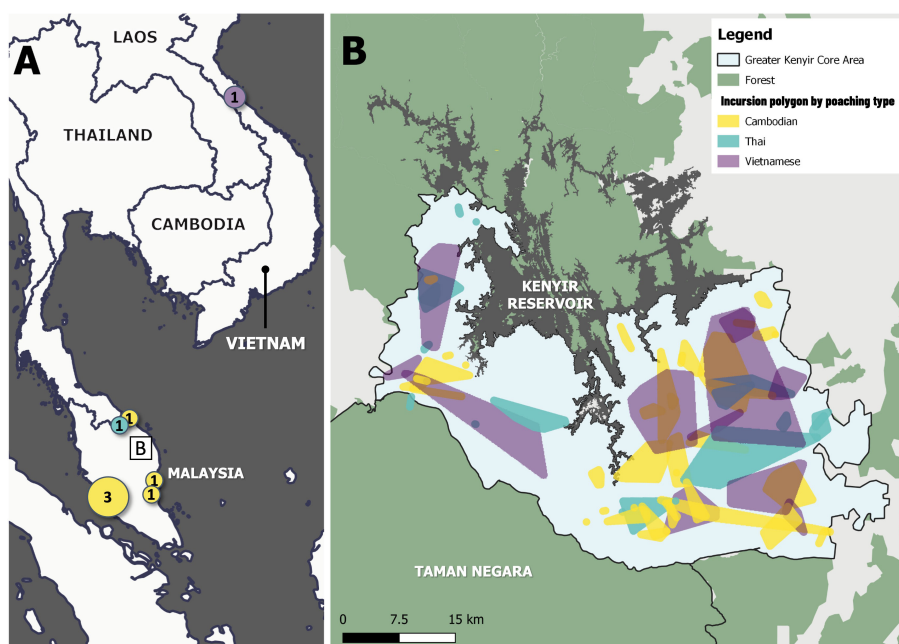 A
LAOS
1
THAILAND
CAMBODIA
VIETNAM
1
1
B
MALAYSIA
1
1
3
B
Legend
Greater Kenyir Core Area
Forest
Incursion polygon by poaching type
Cambodian
Thai
Vietnamese
KENYIR
RESERVOIR
TAMAN NEGARA
0 7.5 15 km